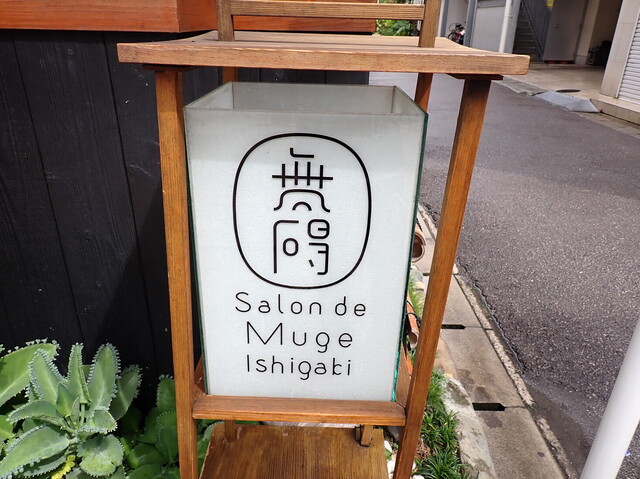 無
碍
Salon de
Muge
Ishigaki